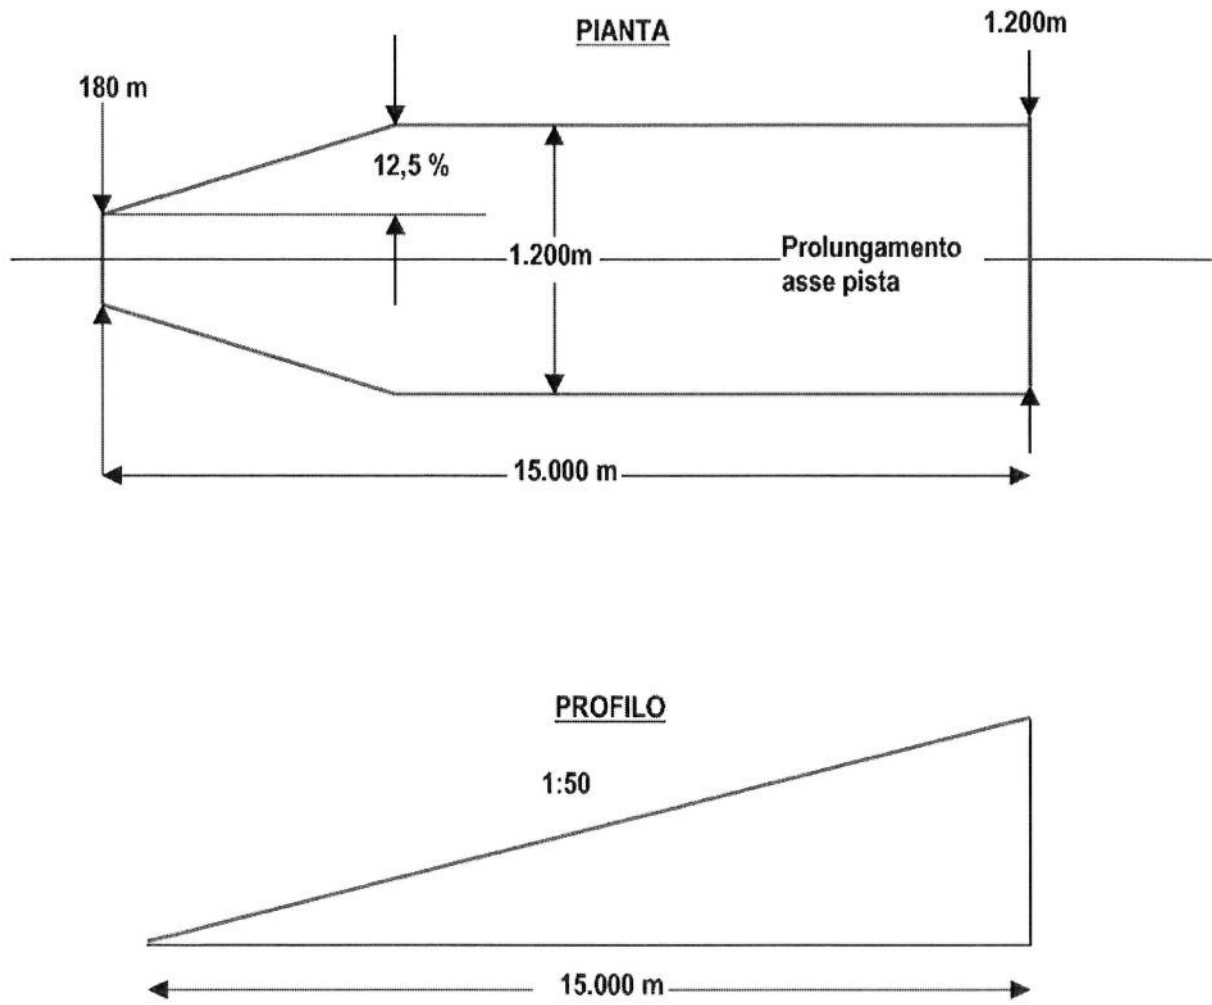 PIANTA
1.200m
180 m
12,5 %
1.200m
Prolungamento
asse pista
15.000 m
PROFILO
1:50
15.000 m